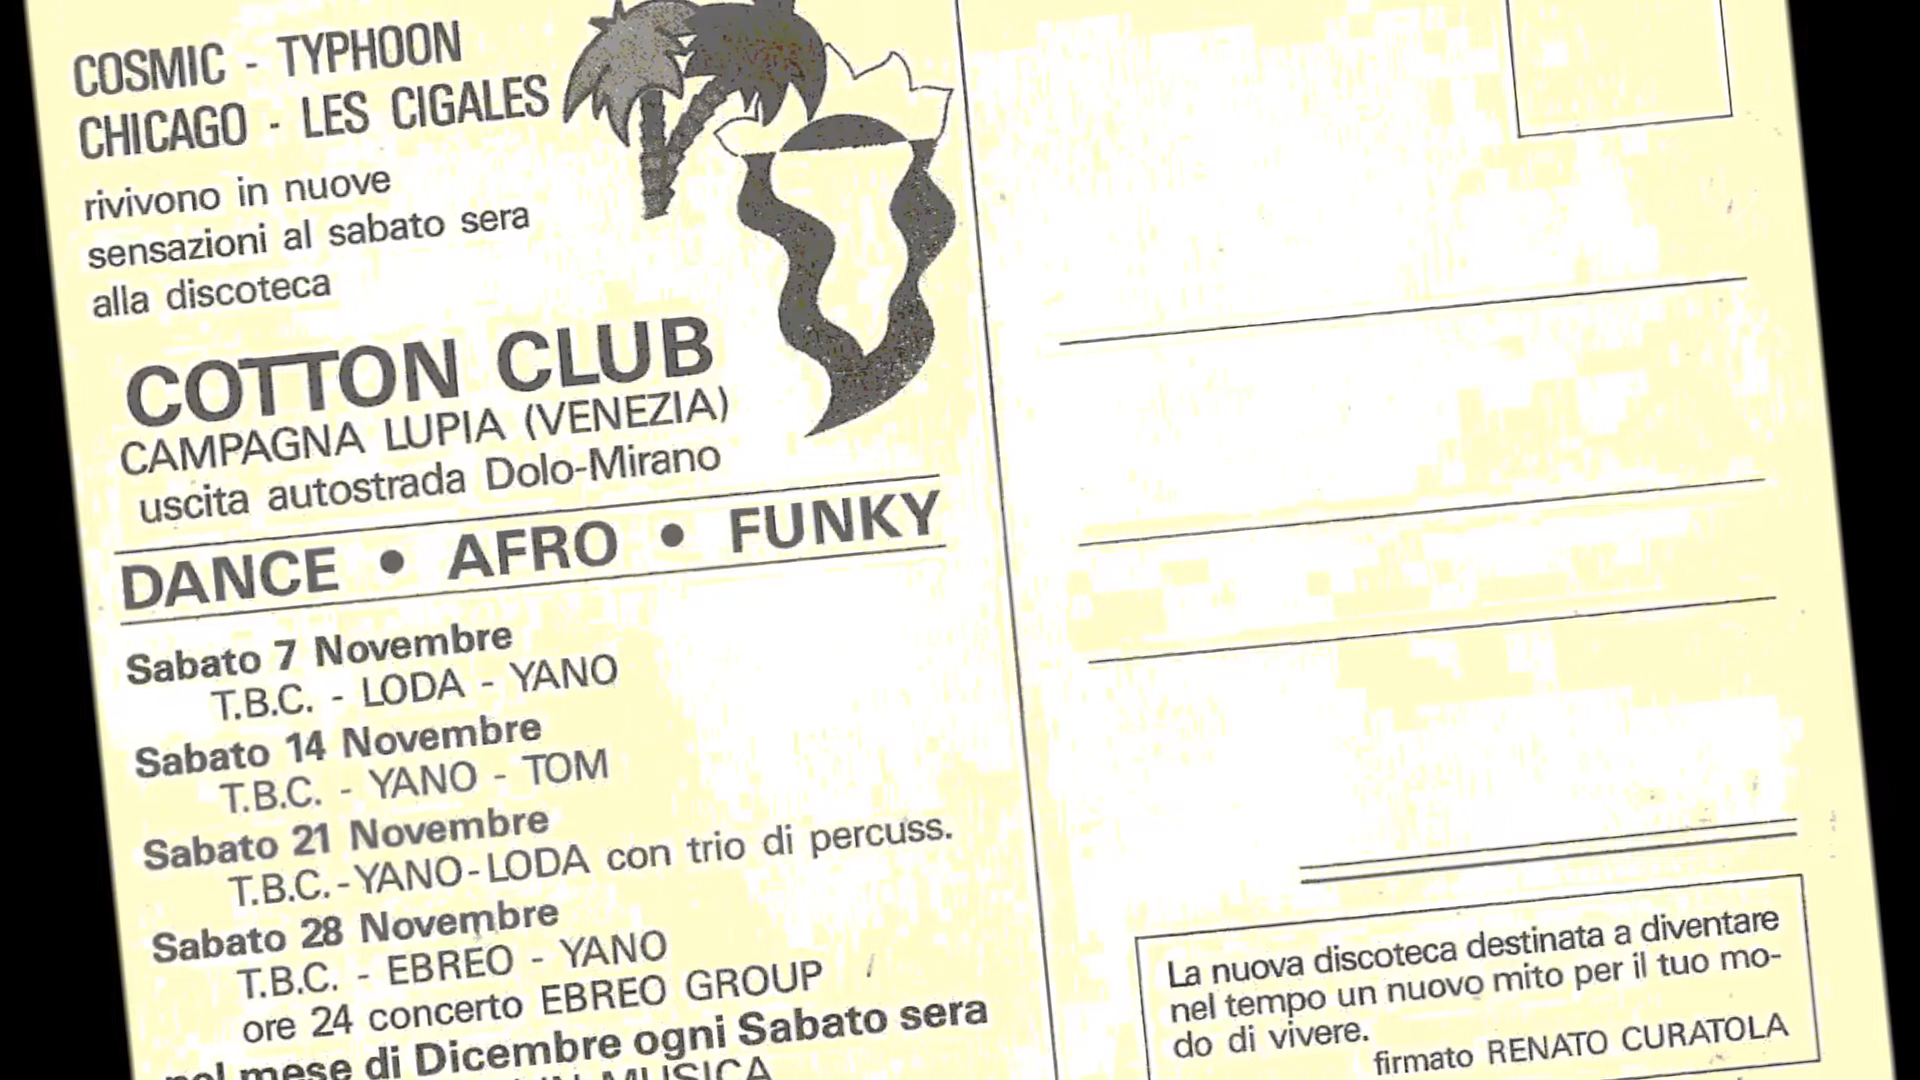 COSMIC - TYPHOON
CHICAGO - LES CIGALES
rivivono in nuove
sensazioni al sabato sera
alla discoteca
COTTON CLUB
CAMPAGNA LUPIA (VENEZIA)
uscita autostrada Dolo-Mirano
DANCE • AFRO • FUNKY
Sabato 7 Novembre
T.B.C. - LODA - YANO
Sabato 14 Novembre
T.B.C. - YANO - TOM
Sabato 21 Novembre
T.B.C.-YANO-LODA con trio di percuss.
Sabato 28 Novembre
T.B.C. - EBREO - YANO
ore 24 concerto EBREO GROUP
nel mese di Dicembre ogni Sabato sera
IN MUSICA
La nuova discoteca destinata a diventare
nel tempo un nuovo mito per il tuo mo-
do di vivere.
firmato RENATO CURATOLA